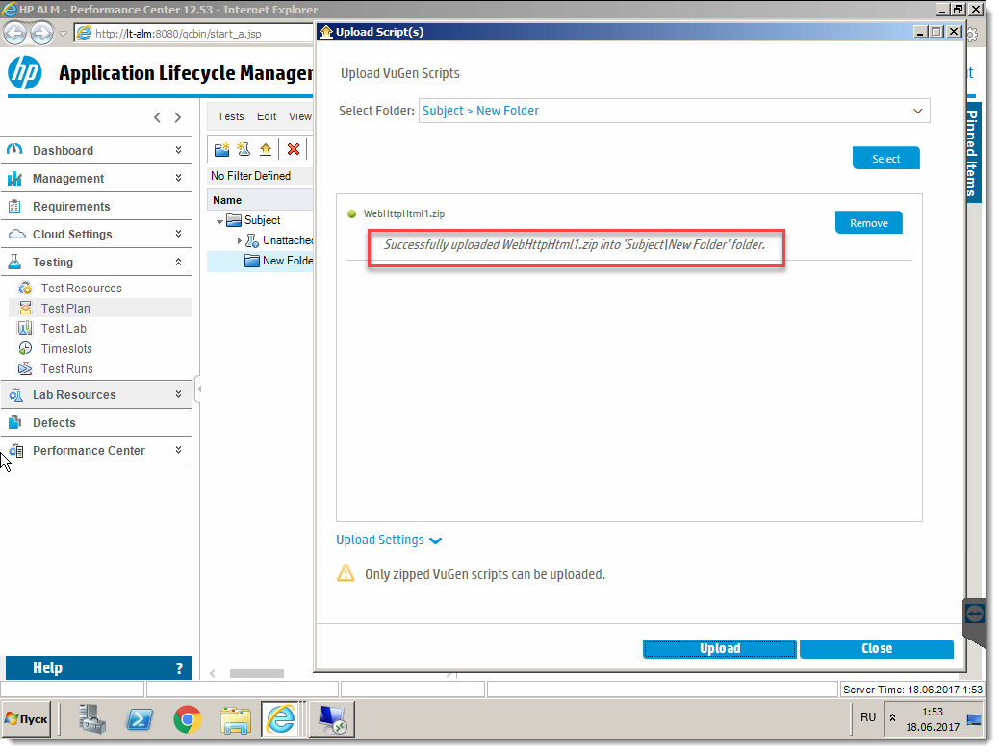 HP ALM - Performance Center 12.53 - Internet Explorer
http://lt-alm:8080/qcbin/start_a.jsp
hp
Application Lifecycle Manager
Dashboard
Management
Requirements
Cloud Settings
Testing
Test Resources
Test Plan
Test Lab
Timeslots
Test Runs
Lab Resources
Defects
Performance Center
Help ?
Tests Edit View
No Filter Defined
Name
Subject
Unattached
New Folde
Upload Script(s)
Upload VuGen Scripts
Select Folder: Subject > New Folder
Select
WebHttpHtml1.zip
Remove
Successfully uploaded WebHttpHtml1.zip into 'Subject\New Folder' folder.
Upload Settings
Only zipped VuGen scripts can be uploaded.
Upload Close
Pinned Items
Server Time: 18.06.2017 1:53
Пуск
RU
1:53
18.06.2017